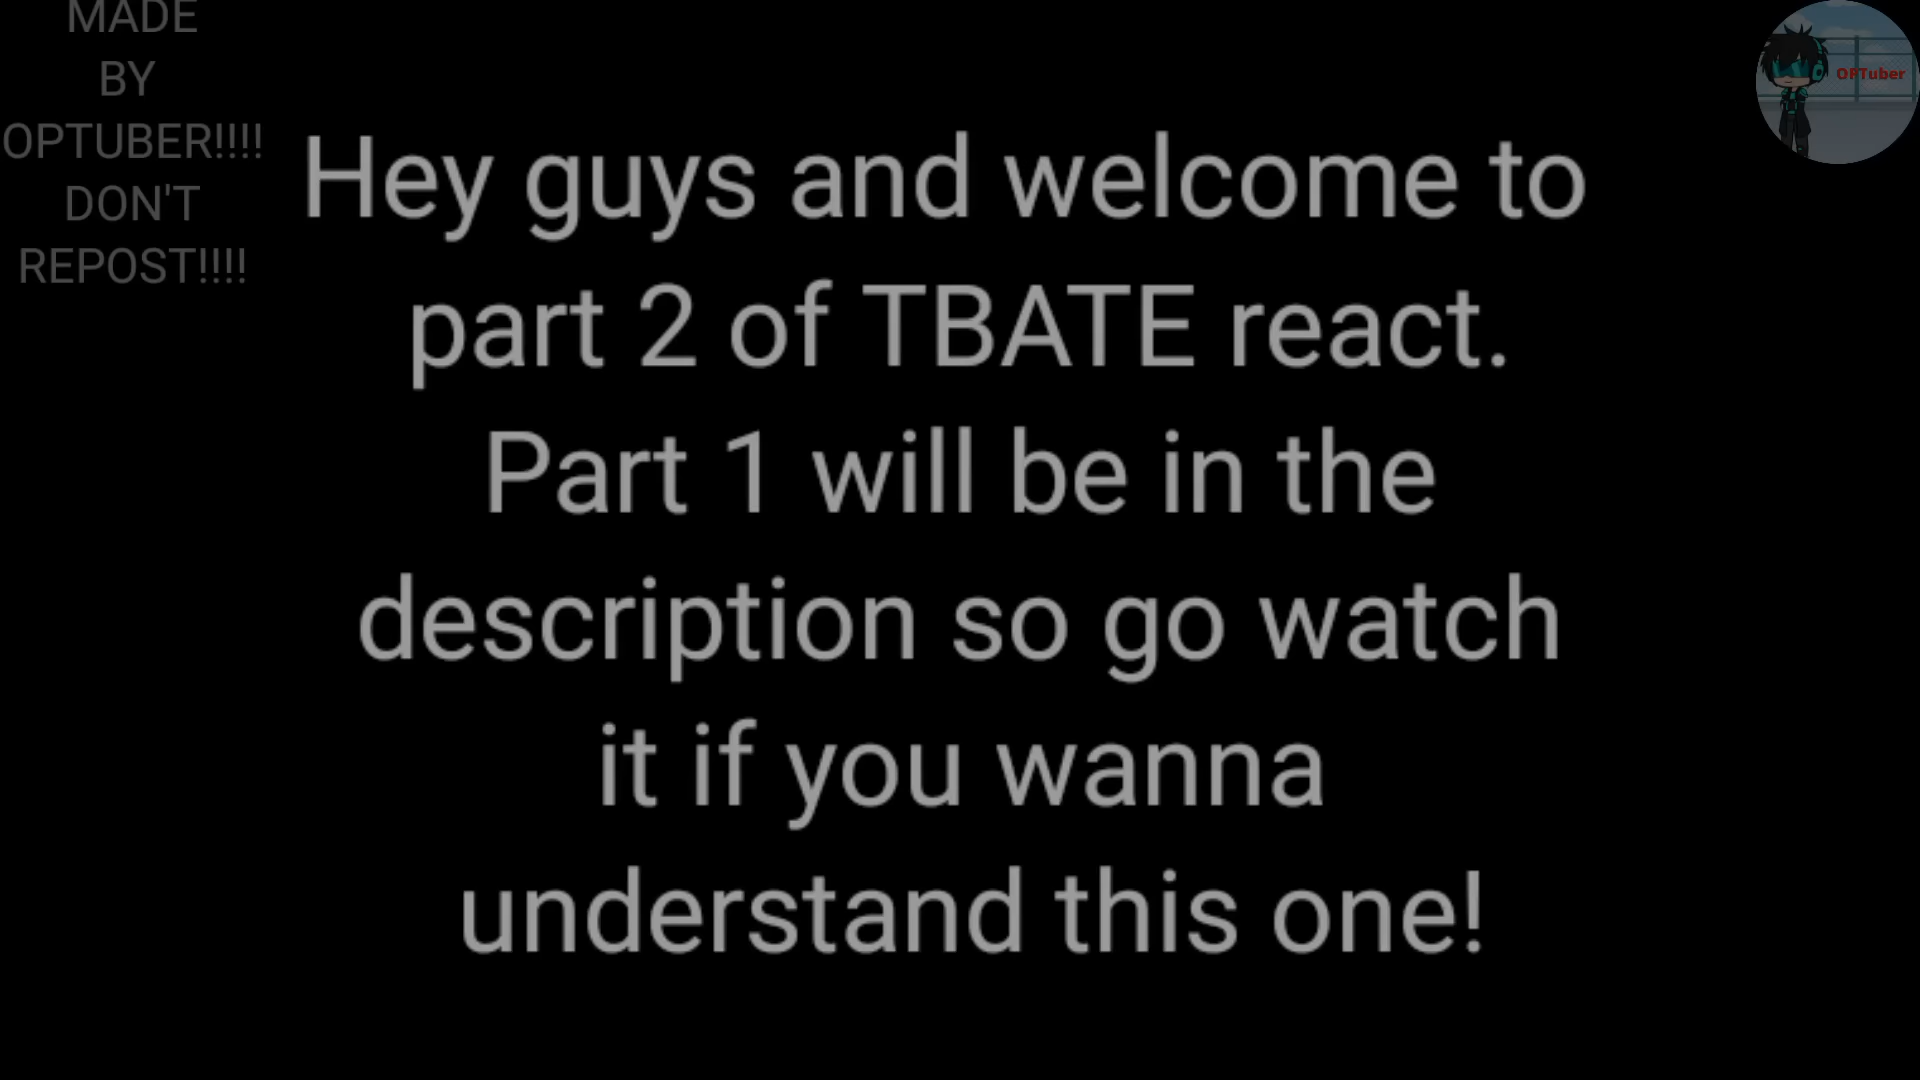 MADE
BY
OPTUBER!!!!
DON'T
REPOST!!!!
OPTuber
Hey guys and welcome to
part 2 of TBATE react.
Part 1 will be in the
description so go watch
it if you wanna
understand this one!